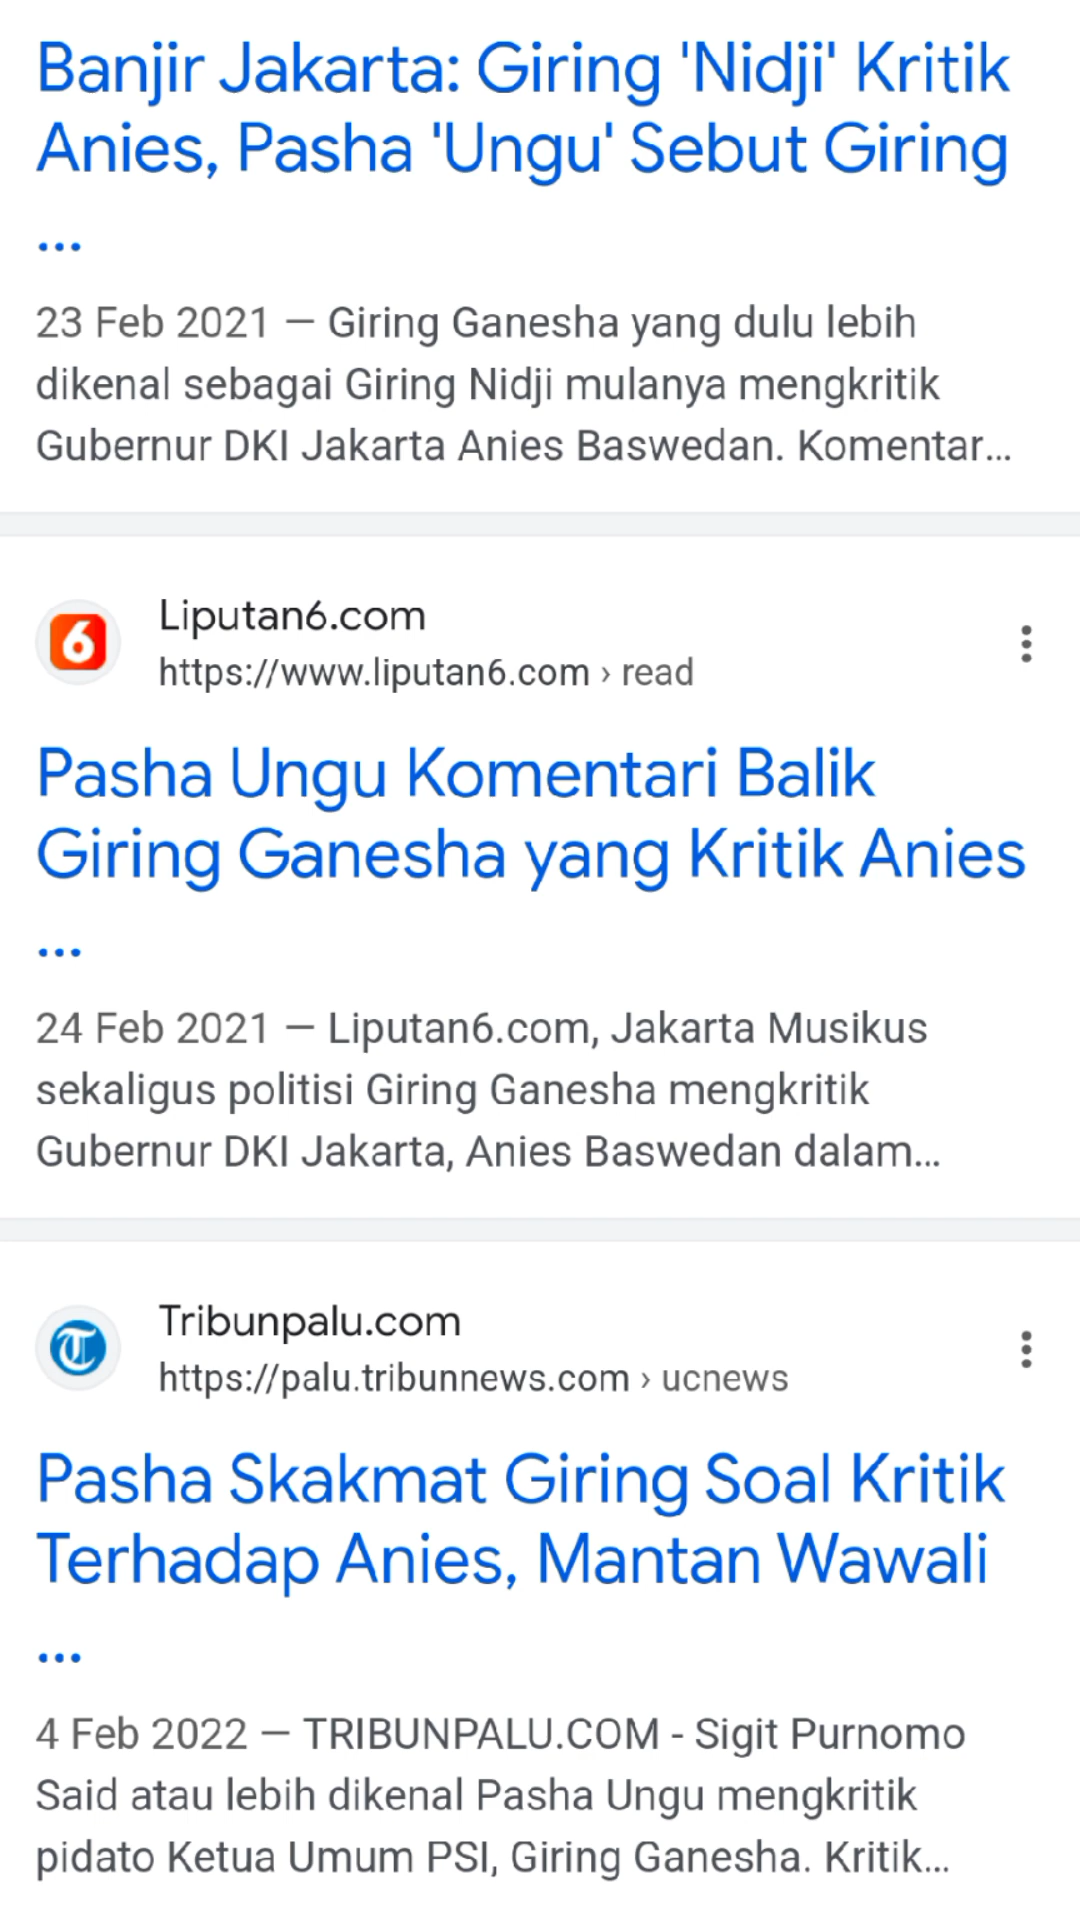 Banjir Jakarta: Giring 'Nidji' Kritik
Anies, Pasha 'Ungu' Sebut Giring
...
23 Feb 2021 — Giring Ganesha yang dulu lebih
dikenal sebagai Giring Nidji mulanya mengkritik
Gubernur DKI Jakarta Anies Baswedan. Komentar...
6
Liputan6.com
https://www.liputan6.com › read
Pasha Ungu Komentari Balik
Giring Ganesha yang Kritik Anies
...
24 Feb 2021 — Liputan6.com, Jakarta Musikus
sekaligus politisi Giring Ganesha mengkritik
Gubernur DKI Jakarta, Anies Baswedan dalam...
T
Tribunpalu.com
https://palu.tribunnews.com › ucnews
Pasha Skakmat Giring Soal Kritik
Terhadap Anies, Mantan Wawali
...
4 Feb 2022 — TRIBUNPALU.COM - Sigit Purnomo
Said atau lebih dikenal Pasha Ungu mengkritik
pidato Ketua Umum PSI, Giring Ganesha. Kritik...